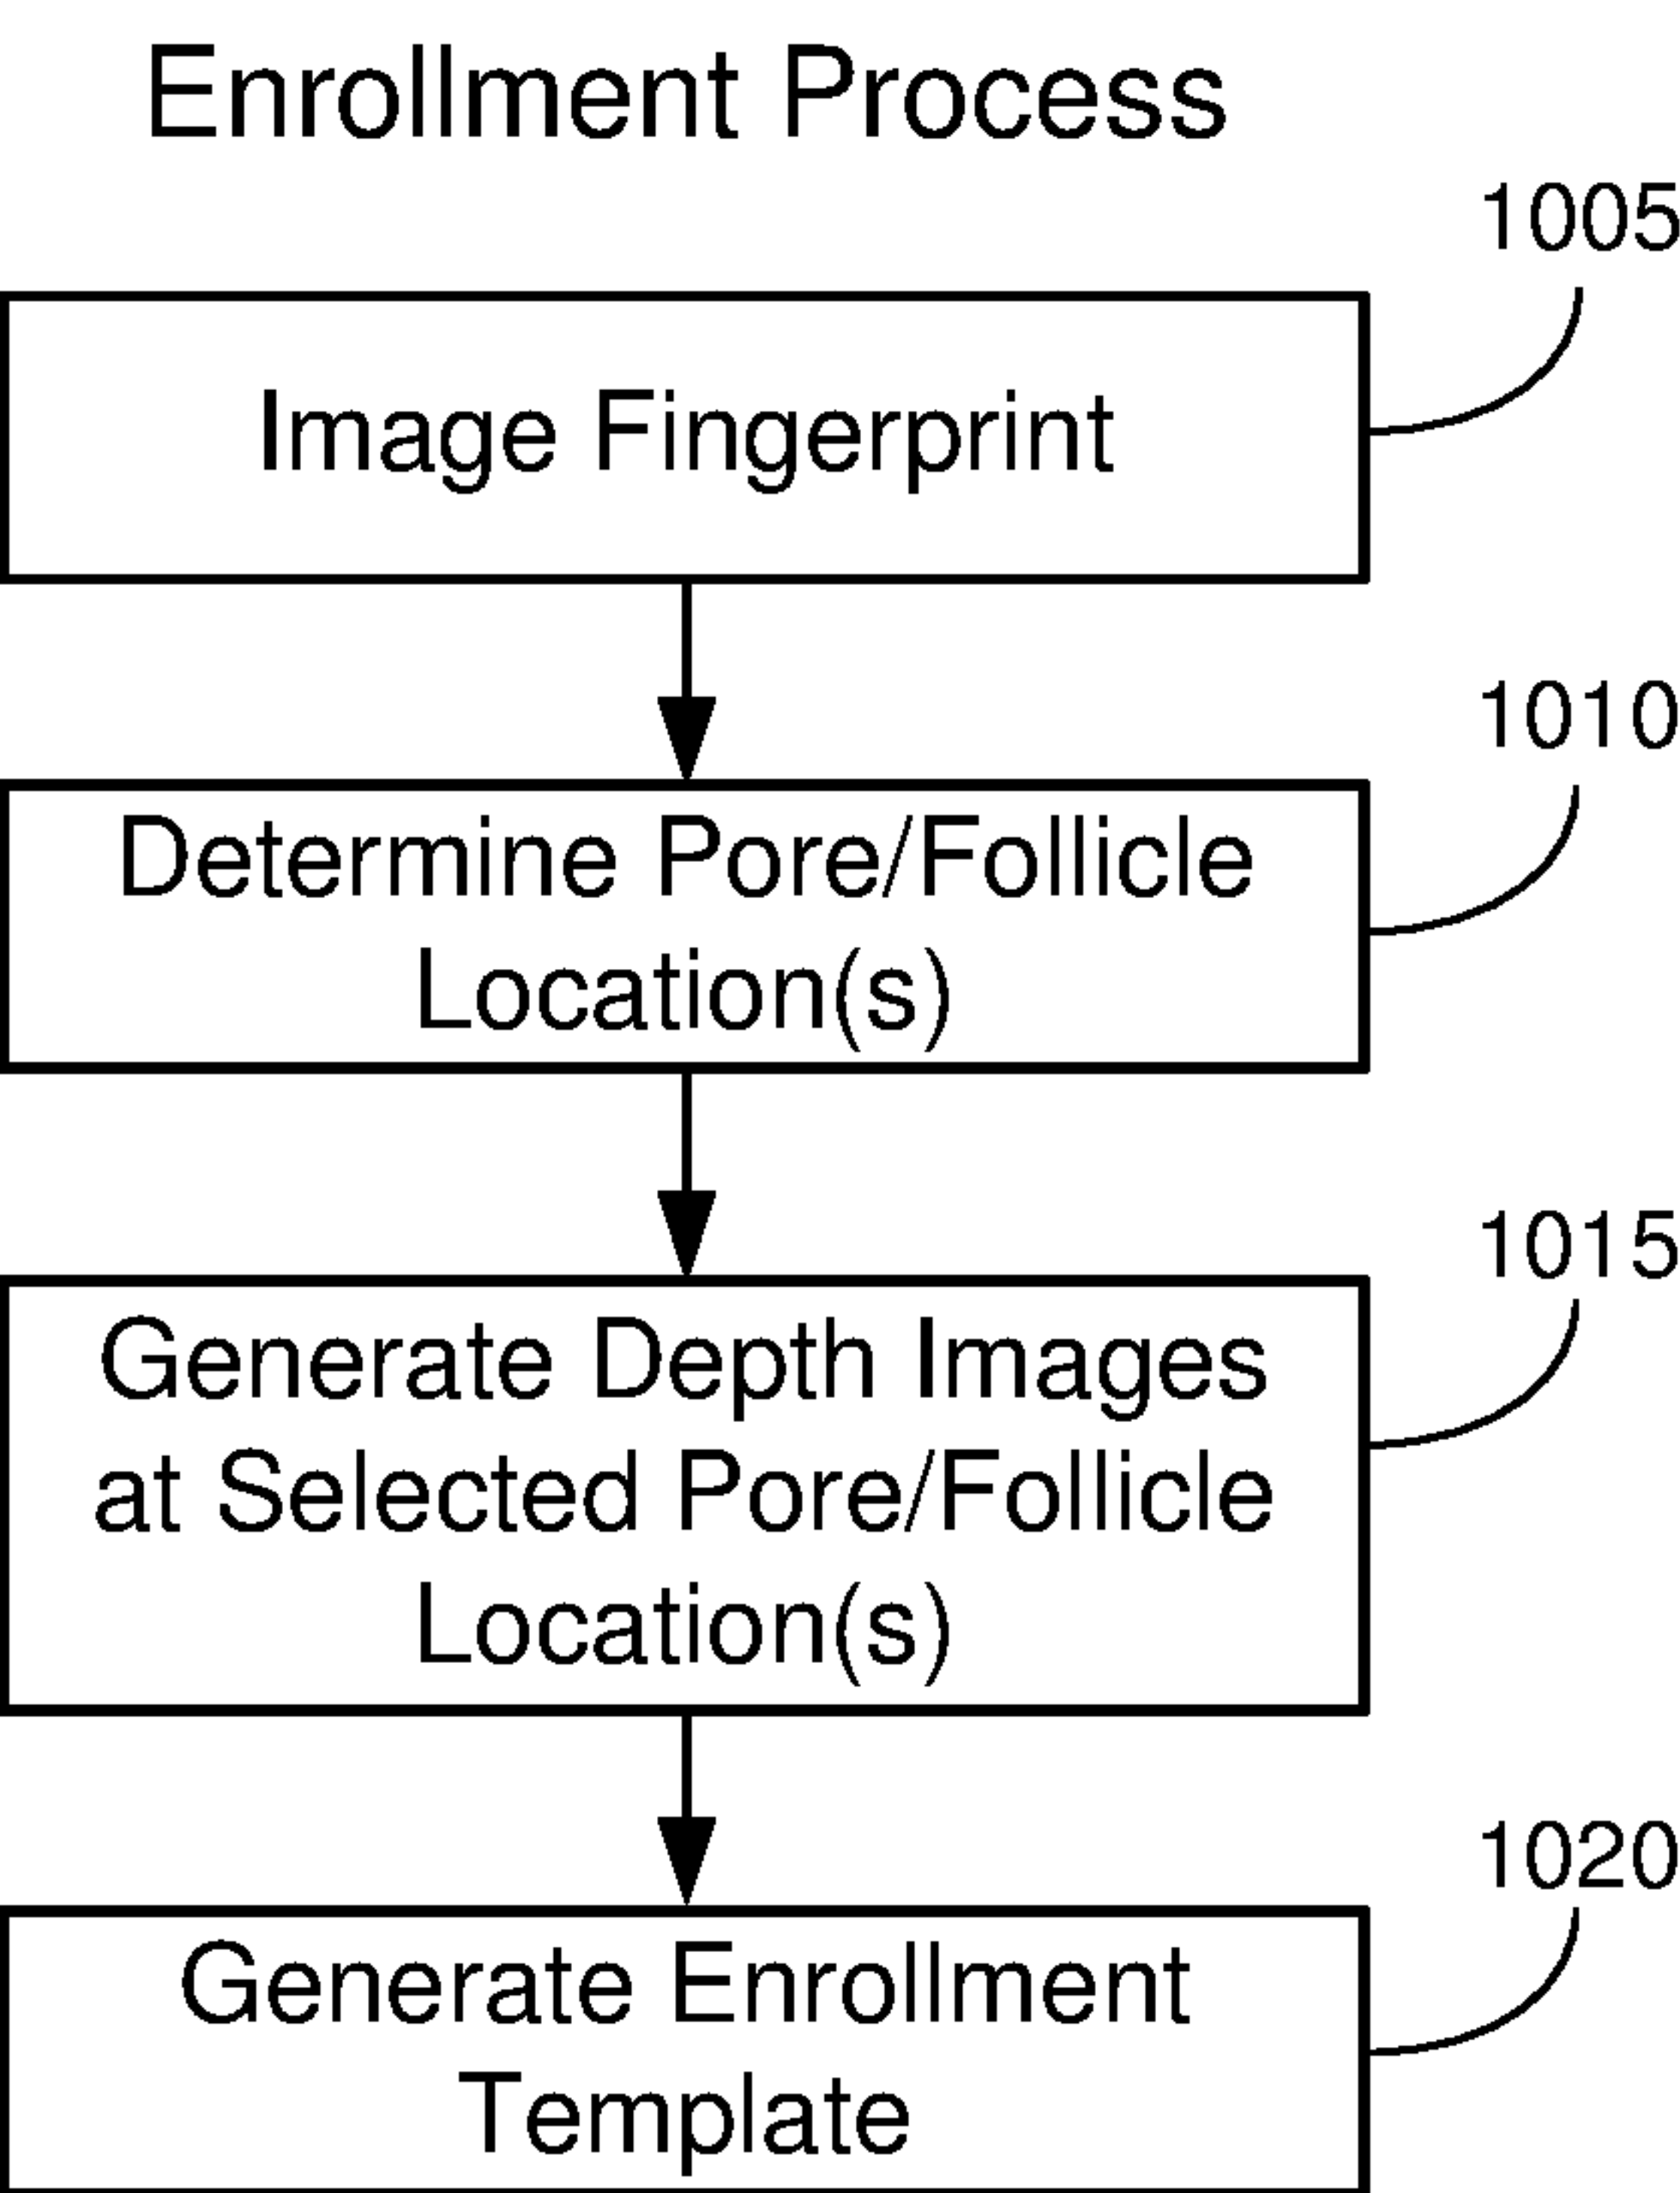 Enrollment Process
1005
Image Fingerprint
1010
Determine Pore/Follicle
Location(s)
1015
Generate Depth Images
at Selected Pore/Follicle
Location(s)
1020
Generate Enrollment
Template